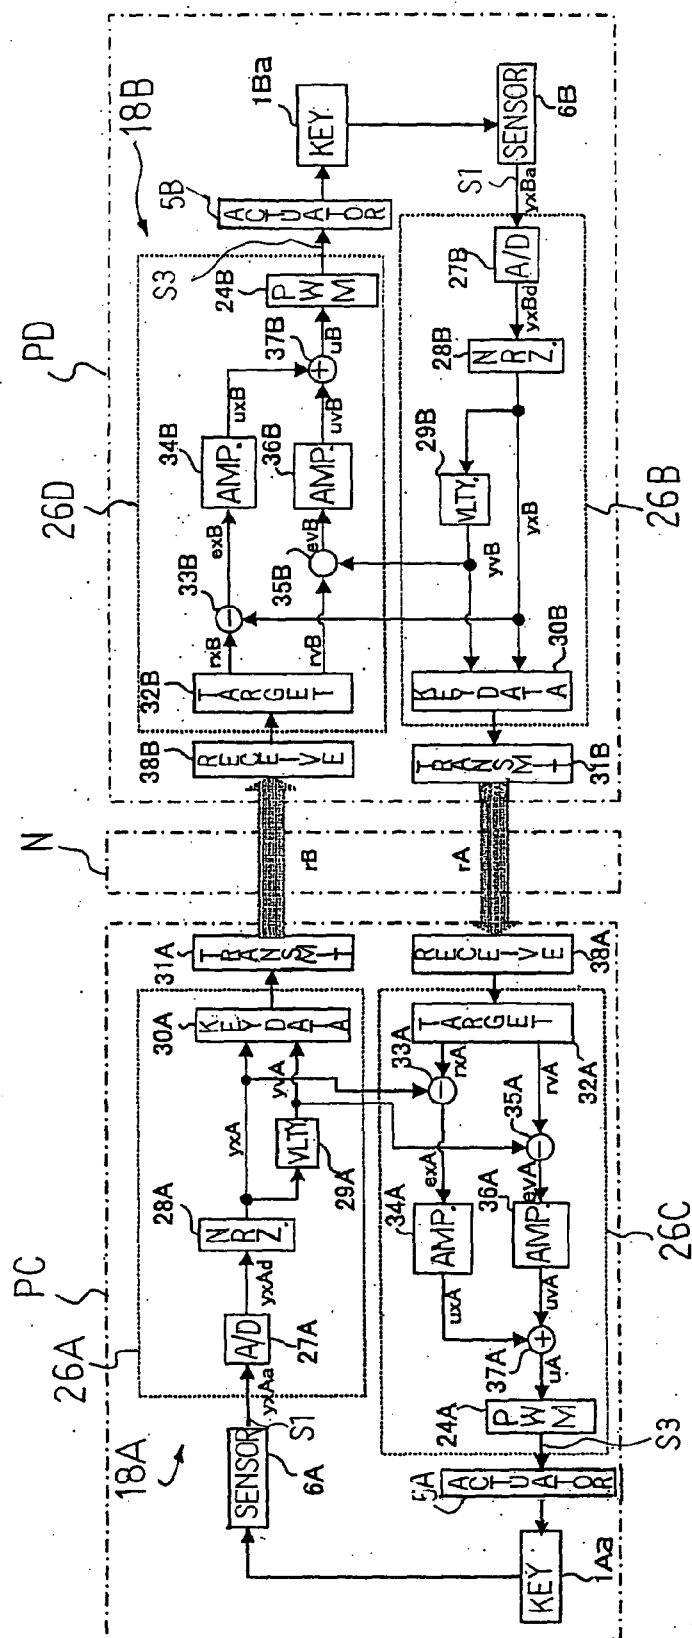 18A
PC
N
PD
18B
26A
26D
SENSOR
6A
S1
yxAa
A/D
27A
yxAd
28A
NRZ.
yxA
VLTY
29A
yvA
30A
KEYDATA
31A
TRANSMIT
rB
38B
RECEIVE
32B
TARGET
rxB
33B
−
exB
34B
AMP.
uxB
rvB
35B
evB
36B
AMP.
uvB
37B
+
uB
24B
PWM
S3
5B
ACTUATOR
1Ba
KEY
KEY
1Aa
5A
ACTUATOR
S3
24A
PWM
uA
37A
+
uxA
uvA
34A
AMP.
36A
AMP.
exA
evA
33A
−
35A
−
rxA
rvA
TARGET
32A
26C
RECEIVE
38A
rA
TRANSMIT
31B
KEYDATA
30B
yvB
yxB
29B
VLTY.
26B
28B
NRZ.
yxBd
27B
A/D
S1
yxBa
SENSOR
6B